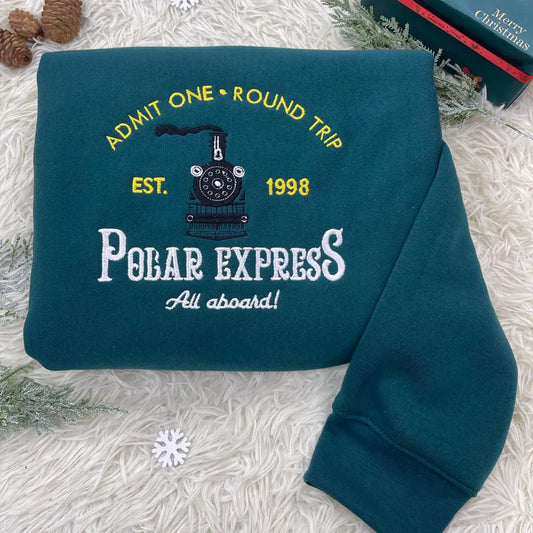 Merry
Christmas
ADMIT ONE • ROUND TRIP
EST. 1998
POLAR EXPRESS
All aboard!